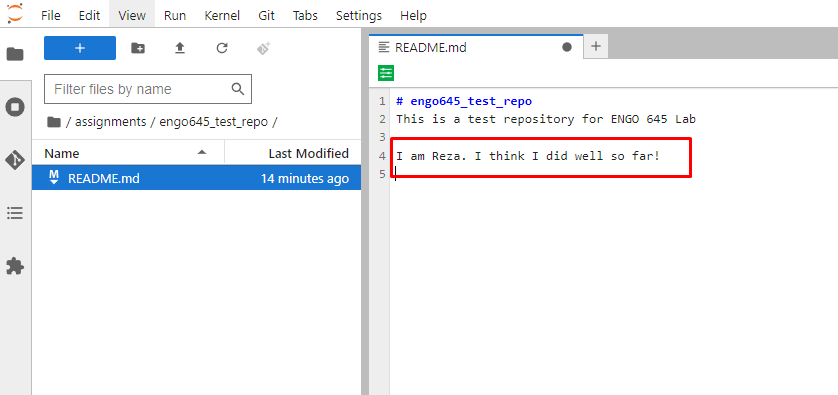 File Edit View Run Kernel Git Tabs Settings Help
+
Filter files by name
/ assignments / engo645_test_repo /
Name Last Modified
M README.md 14 minutes ago
README.md
+
1 # engo645_test_repo
2 This is a test repository for ENGO 645 Lab
3
4 I am Reza. I think I did well so far!
5